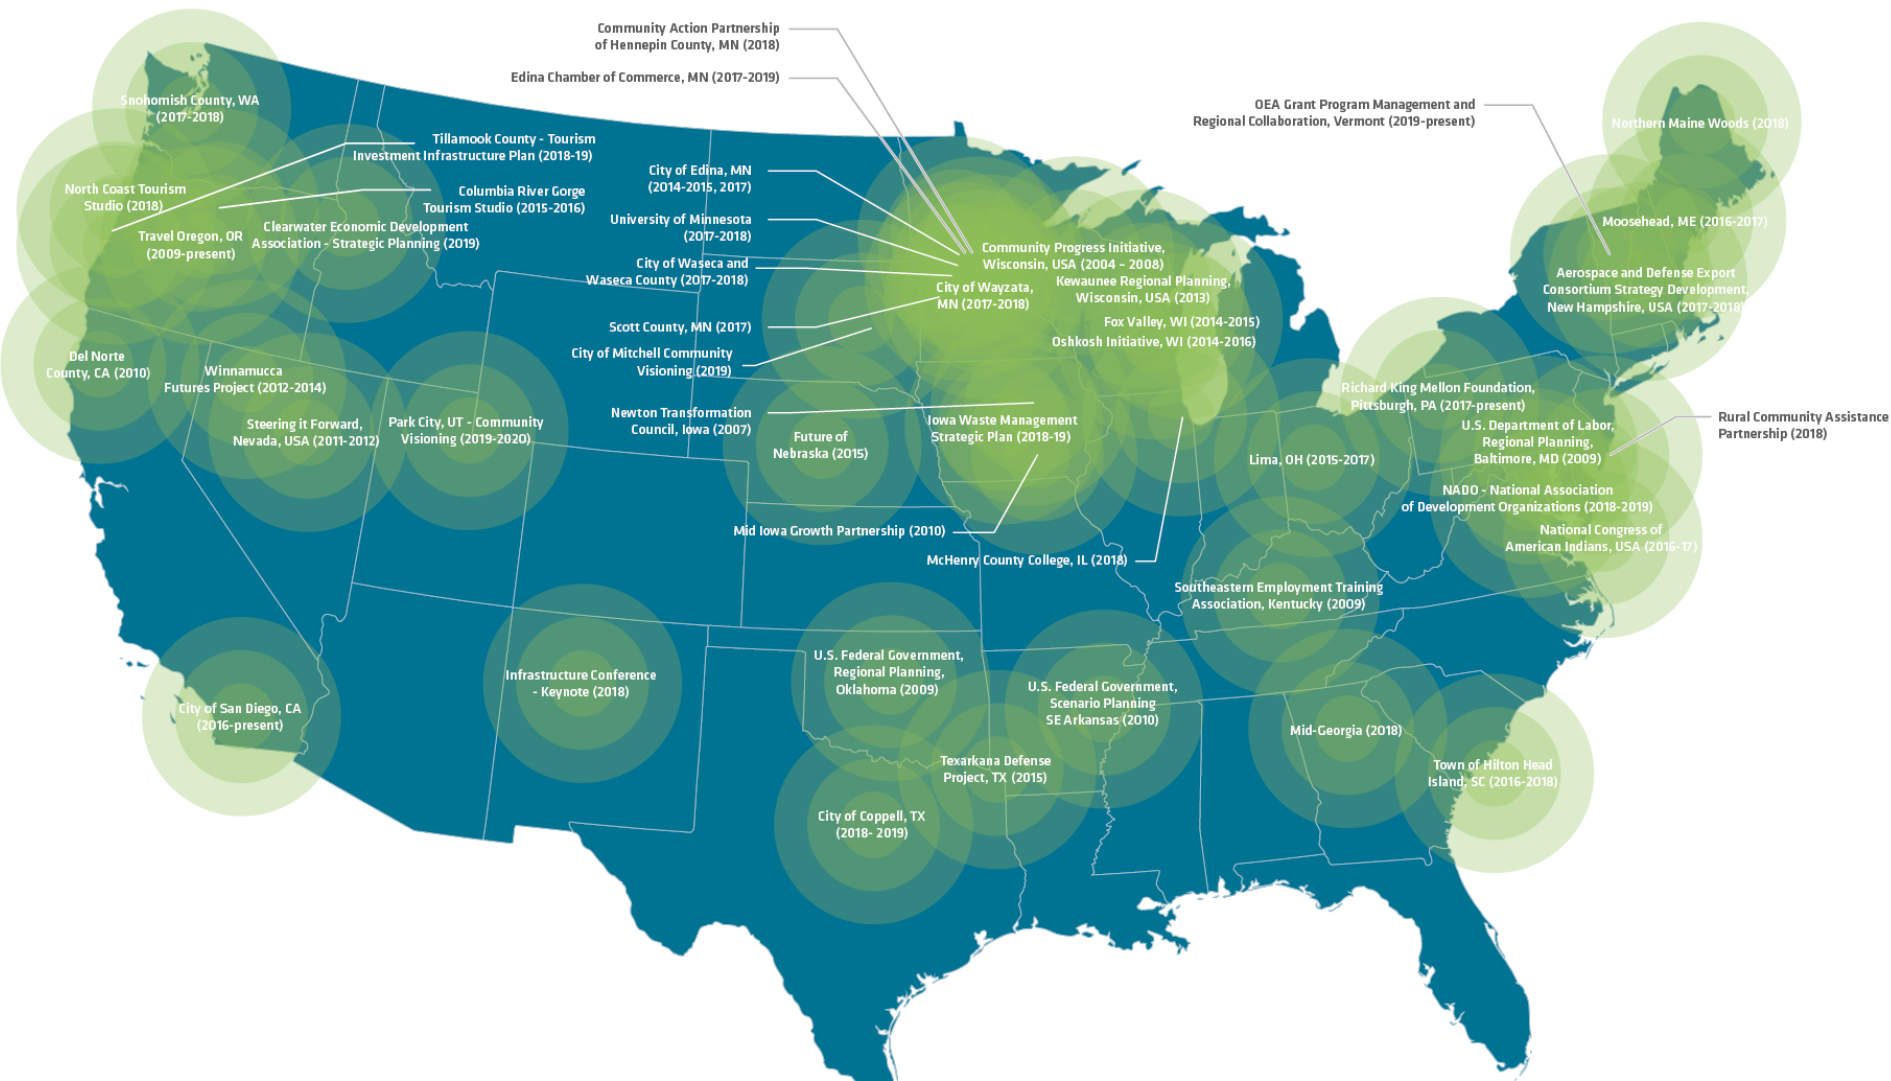 Community Action Partnership
of Hennepin County, MN (2018)
Edina Chamber of Commerce, MN (2017-2019)
OEA Grant Program Management and
Regional Collaboration, Vermont (2019-present)
Snohomish County, WA
(2017-2018)
Northern Maine Woods (2018)
Tillamook County - Tourism
Investment Infrastructure Plan (2018-19)
City of Edina, MN
(2014-2015, 2017)
North Coast Tourism
Studio (2018)
Columbia River Gorge
Tourism Studio (2015-2016)
University of Minnesota
(2017-2018)
Moosehead, ME (2016-2017)
Travel Oregon, OR
(2009-present)
Clearwater Economic Development
Association - Strategic Planning (2019)
Community Progress Initiative,
Wisconsin, USA (2004 – 2008)
City of Waseca and
Waseca County (2017-2018)
Kewaunee Regional Planning,
Wisconsin, USA (2013)
City of Wayzata,
MN (2017-2018)
Aerospace and Defense Export
Consortium Strategy Development,
New Hampshire, USA (2017-2018)
Scott County, MN (2017)
Fox Valley, WI (2014-2015)
Oshkosh Initiative, WI (2014-2016)
City of Mitchell Community
Visioning (2019)
Del Norte
County, CA (2010)
Winnamucca
Futures Project (2012-2014)
Richard King Mellon Foundation,
Pittsburgh, PA (2017-present)
Newton Transformation
Council, Iowa (2007)
Iowa Waste Management
Strategic Plan (2018-19)
Rural Community Assistance
Partnership (2018)
Steering it Forward,
Nevada, USA (2011-2012)
Park City, UT - Community
Visioning (2019-2020)
Future of
Nebraska (2015)
U.S. Department of Labor,
Regional Planning,
Baltimore, MD (2009)
Lima, OH (2015-2017)
NADO - National Association
of Development Organizations (2018-2019)
Mid Iowa Growth Partnership (2010)
National Congress of
American Indians, USA (2016-17)
McHenry County College, IL (2018)
Southeastern Employment Training
Association, Kentucky (2009)
Infrastructure Conference
- Keynote (2018)
U.S. Federal Government,
Regional Planning,
Oklahoma (2009)
U.S. Federal Government,
Scenario Planning
SE Arkansas (2010)
City of San Diego, CA
(2016-present)
Mid-Georgia (2018)
Texarkana Defense
Project, TX (2015)
Town of Hilton Head
Island, SC (2016-2018)
City of Coppell, TX
(2018- 2019)